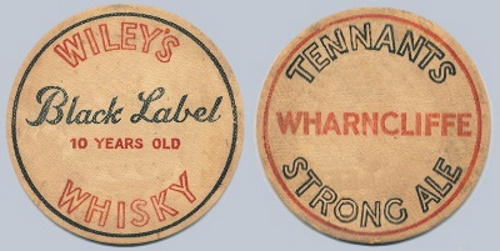 WILEY'S
Black Label
10 YEARS OLD
WHISKY
TENNANTS
WHARNCLIFFE
STRONG ALE